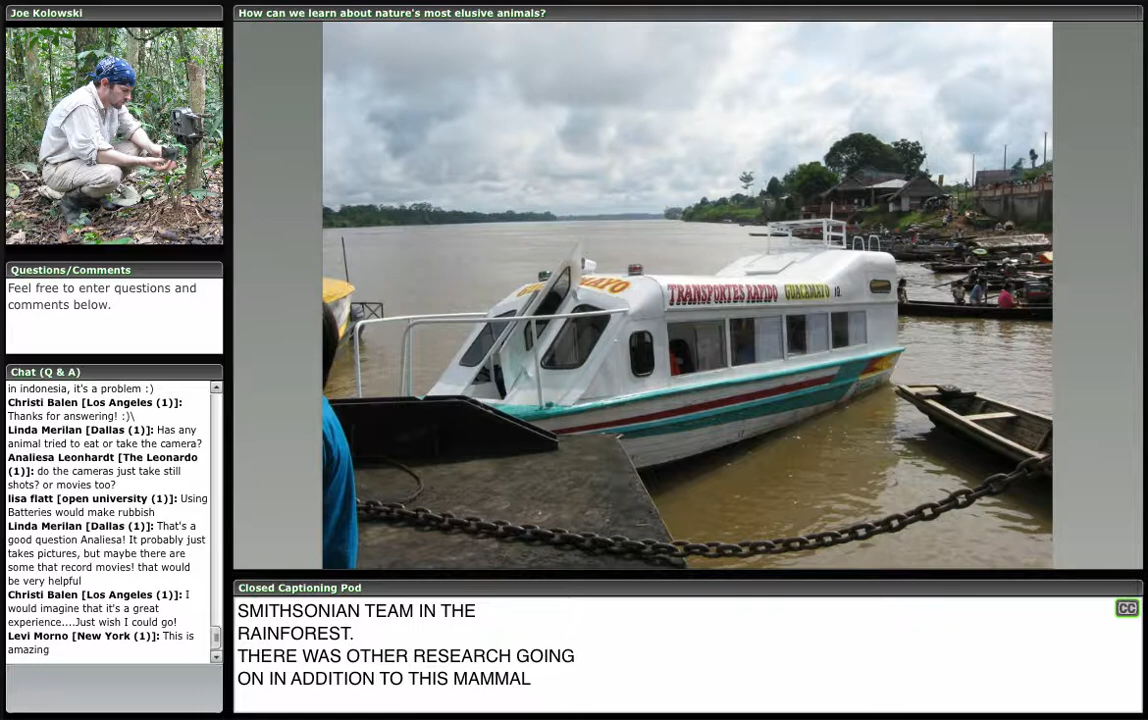 Joe Kolowski
How can we learn about nature's most elusive animals?
TRANSPORTES RAPIDO GUACAMAYO 12
Questions/Comments
Feel free to enter questions and
comments below.
Chat (Q & A)
in indonesia, it's a problem :)
Christi Balen [Los Angeles (1)]:
Thanks for answering! :)\
Linda Merilan [Dallas (1)]: Has any
animal tried to eat or take the camera?
Analiesa Leonhardt [The Leonardo
(1)]: do the cameras just take still
shots? or movies too?
lisa flatt [open university (1)]: Using
Batteries would make rubbish
Linda Merilan [Dallas (1)]: That's a
good question Analiesa! It probably just
takes pictures, but maybe there are
some that record movies! that would
be very helpful
Christi Balen [Los Angeles (1)]: I
would imagine that it's a great
experience....Just wish I could go!
Levi Morno [New York (1)]: This is
amazing
Closed Captioning Pod
CC
SMITHSONIAN TEAM IN THE
RAINFOREST.
THERE WAS OTHER RESEARCH GOING
ON IN ADDITION TO THIS MAMMAL